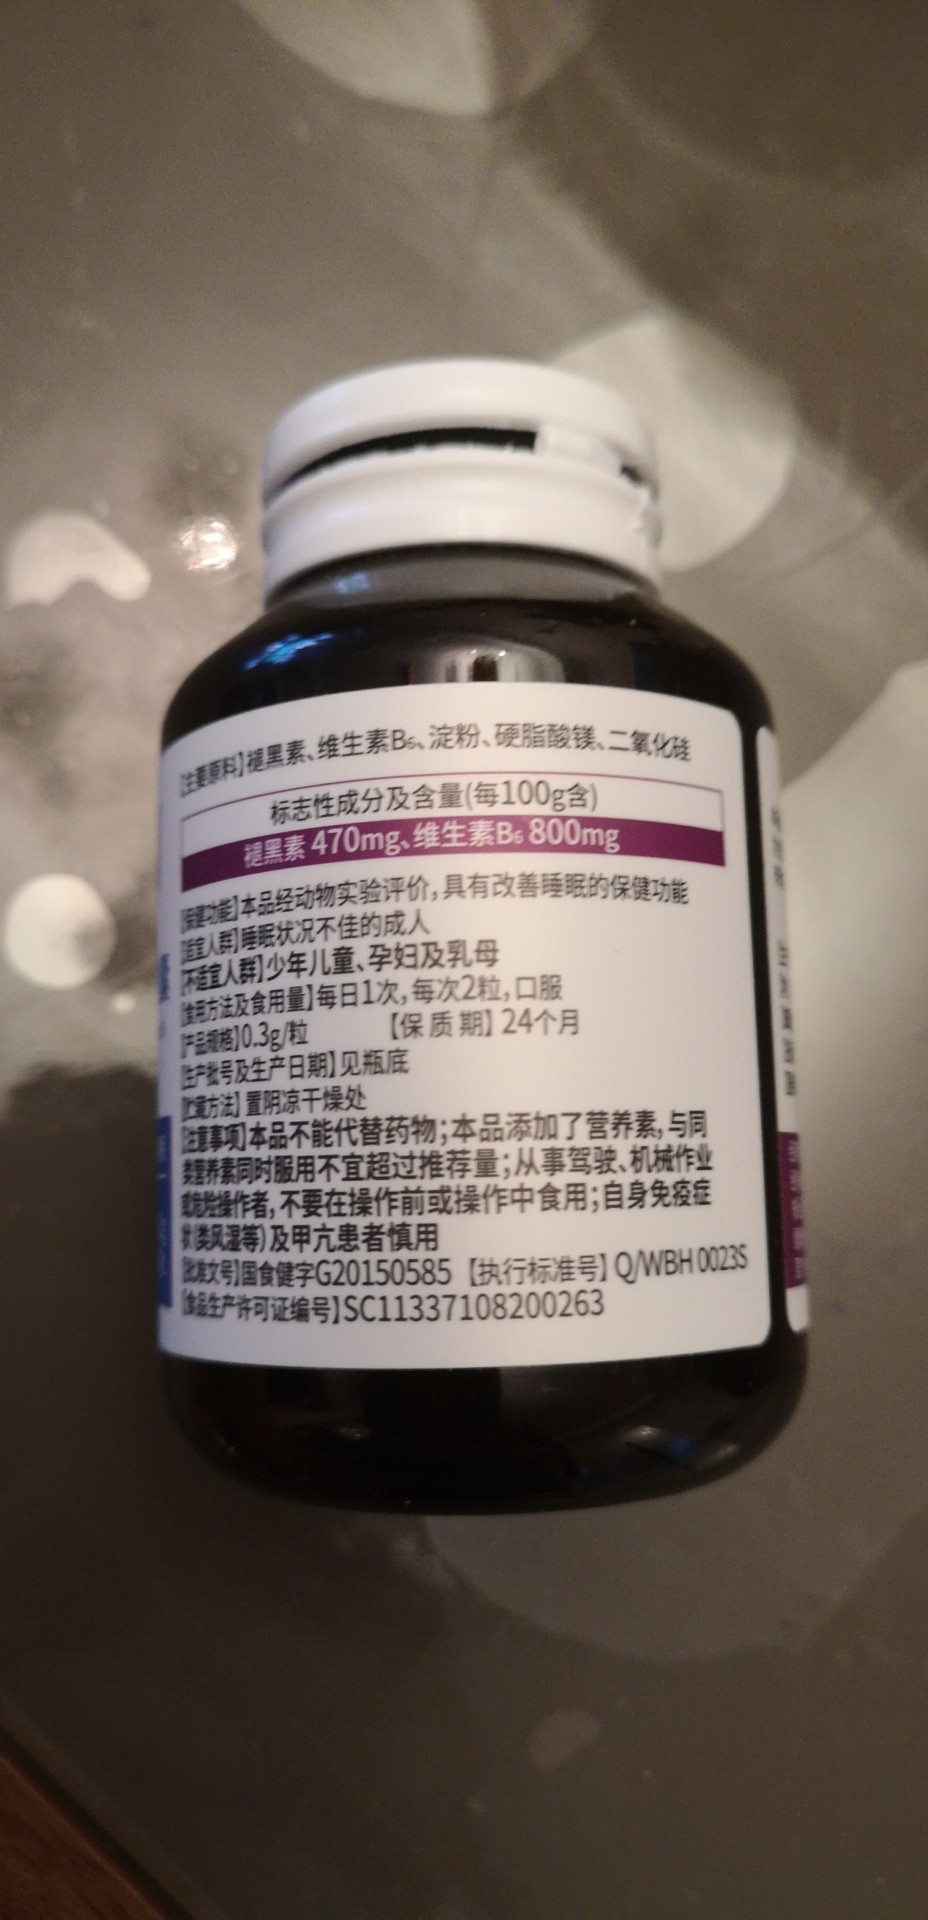 【主要原料】褪黑素、维生素B₆、淀粉、硬脂酸镁、二氧化硅
标志性成分及含量(每100g含)
褪黑素 470mg、维生素B₆ 800mg
【保健功能】本品经动物实验评价,具有改善睡眠的保健功能
【适宜人群】睡眠状况不佳的成人
【不适宜人群】少年儿童、孕妇及乳母
【食用方法及食用量】每日1次,每次2粒,口服
【产品规格】0.3g/粒 【保质期】24个月
【生产批号及生产日期】见瓶底
【贮藏方法】置阴凉干燥处
【注意事项】本品不能代替药物;本品添加了营养素,与同
类营养素同时服用不宜超过推荐量;从事驾驶、机械作业
或危险操作者,不要在操作前或操作中食用;自身免疫症
状(类风湿等)及甲亢患者慎用
【批准文号】国食健字G20150585 【执行标准号】Q/WBH 0023S
【食品生产许可证编号】SC11337108200263